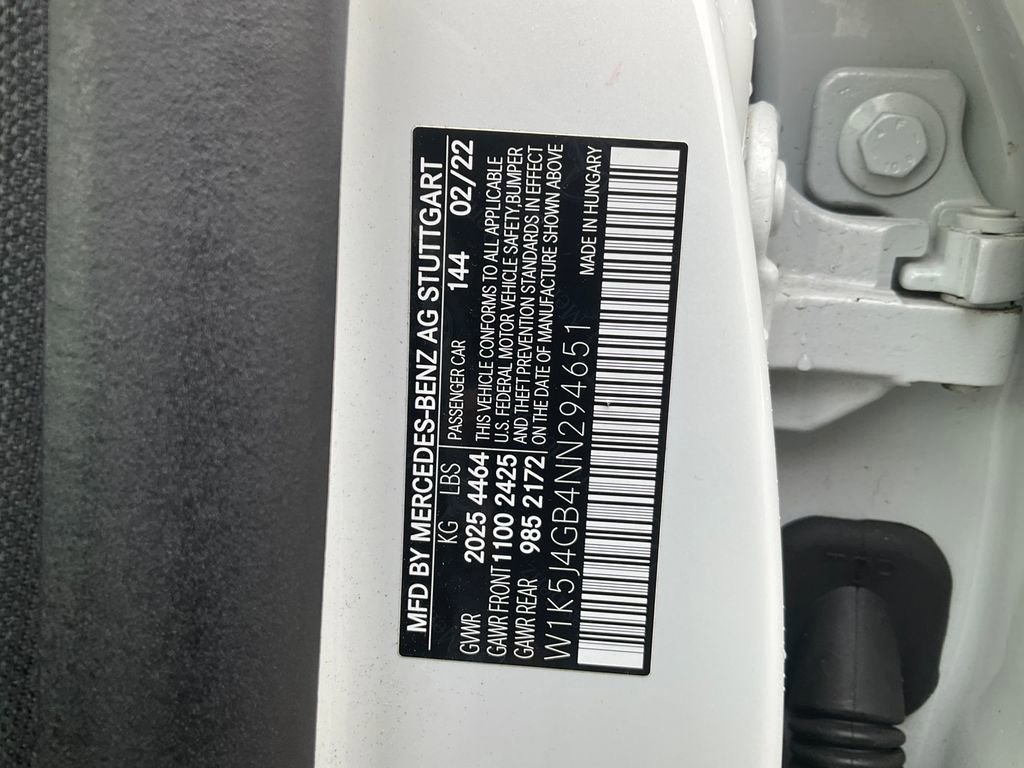 MFD BY MERCEDES-BENZ AG STUTTGART
KG LBS PASSENGER CAR 144 02/22
GVWR 2025 4464 THIS VEHICLE CONFORMS TO ALL APPLICABLE
GAWR FRONT 1100 2425 U.S. FEDERAL MOTOR VEHICLE SAFETY,BUMPER
GAWR REAR 985 2172 AND THEFT PREVENTION STANDARDS IN EFFECT
ON THE DATE OF MANUFACTURE SHOWN ABOVE
W1K5J4GB4NN294651 MADE IN HUNGARY
TOP